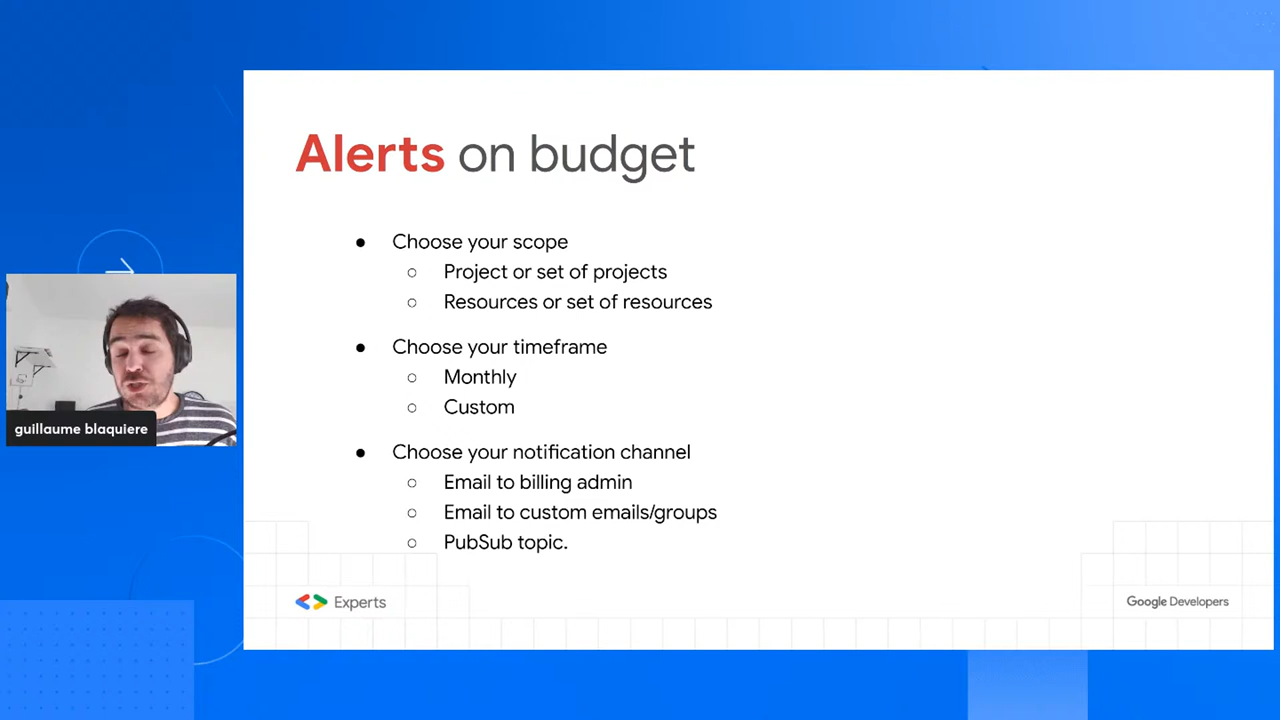 Alerts on budget
● Choose your scope
○ Project or set of projects
○ Resources or set of resources
● Choose your timeframe
○ Monthly
○ Custom
● Choose your notification channel
○ Email to billing admin
○ Email to custom emails/groups
○ PubSub topic.
guillaume blaquiere
Experts
Google Developers